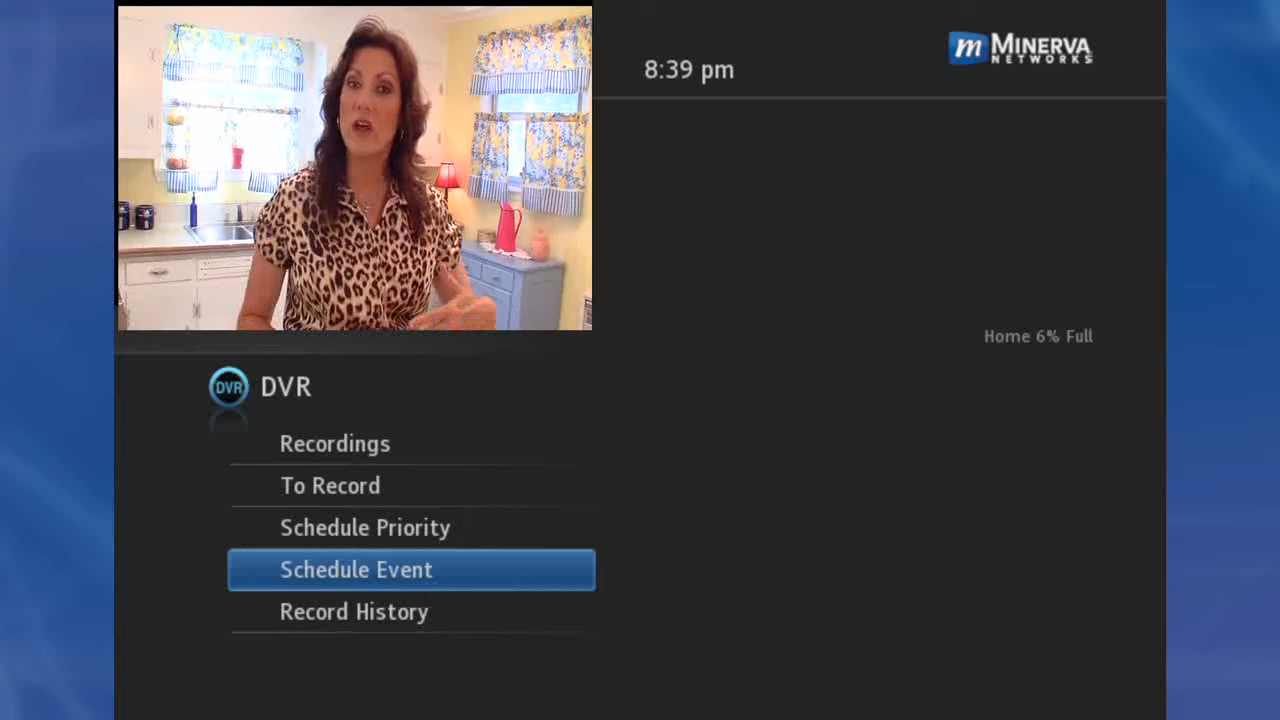 8:39 pm
m MINERVA
NETWORKS
Home 6% Full
DVR DVR
Recordings
To Record
Schedule Priority
Schedule Event
Record History